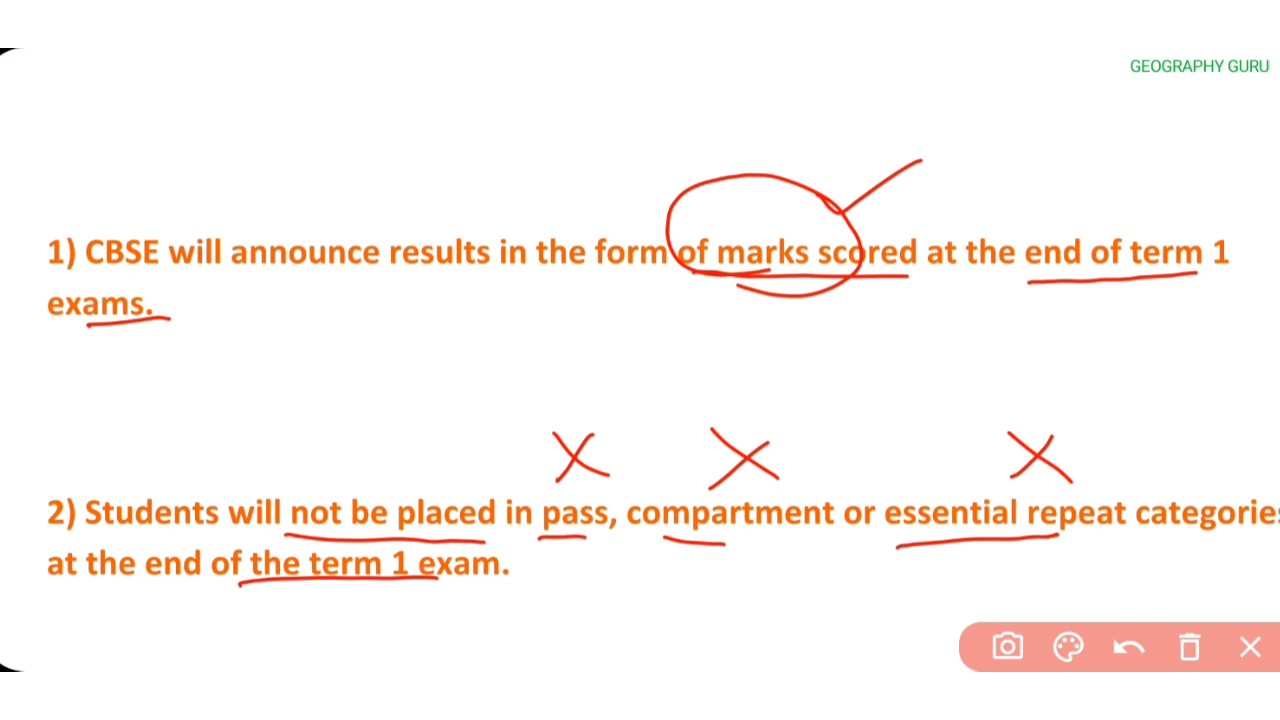 GEOGRAPHY GURU
1) CBSE will announce results in the form of marks scored at the end of term 1
exams.
2) Students will not be placed in pass, compartment or essential repeat categories
at the end of the term 1 exam.